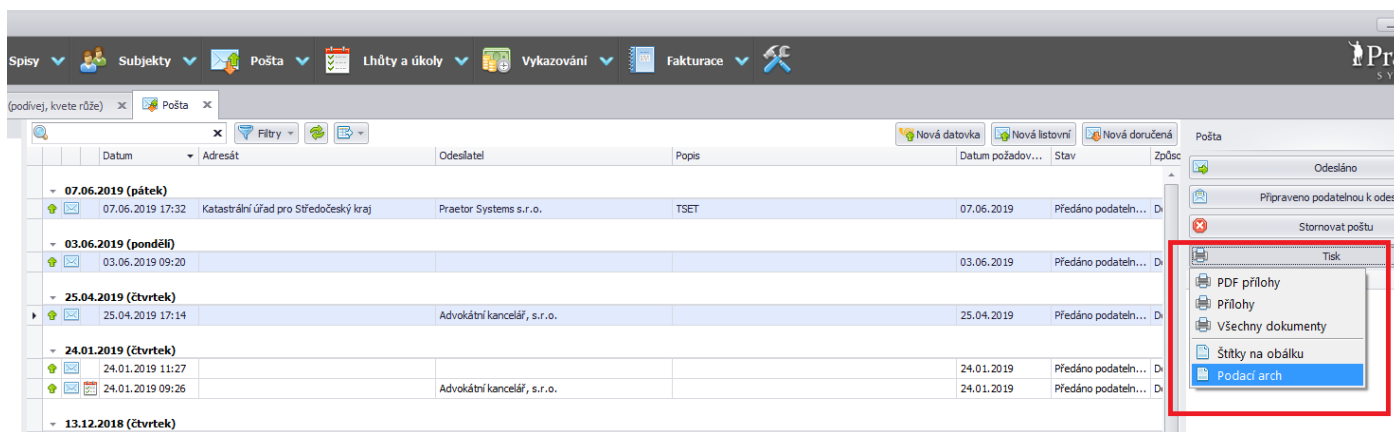 Spisy Subjekty Pošta Lhůty a úkoly Vykazování Fakturace
(podívej, kvete růže) x Pošta x
x Filtry Nová datovka Nová listovní Nová doručená
Pošta
Datum Adresát Odesílatel Popis Datum požadov... Stav
Odesláno
07.06.2019 (pátek)
Připraveno podatelnou k
07.06.2019 17:32 Katastrální úřad pro Středočeský kraj Praetor Systems s.r.o. TSET 07.06.2019 Předáno podateln...
Stornovat poštu
03.06.2019 (pondělí)
03.06.2019 09:20 03.06.2019 Předáno podateln...
Tisk
PDF přílohy
Přílohy
Všechny dokumenty
Štítky na obálku
Podací arch
25.04.2019 (čtvrtek)
25.04.2019 17:14 Advokátní kancelář, s.r.o. 25.04.2019 Předáno podateln...
24.01.2019 (čtvrtek)
24.01.2019 11:27 24.01.2019 Předáno podateln...
24.01.2019 09:26 Advokátní kancelář, s.r.o. 24.01.2019 Předáno podateln...
13.12.2018 (čtvrtek)